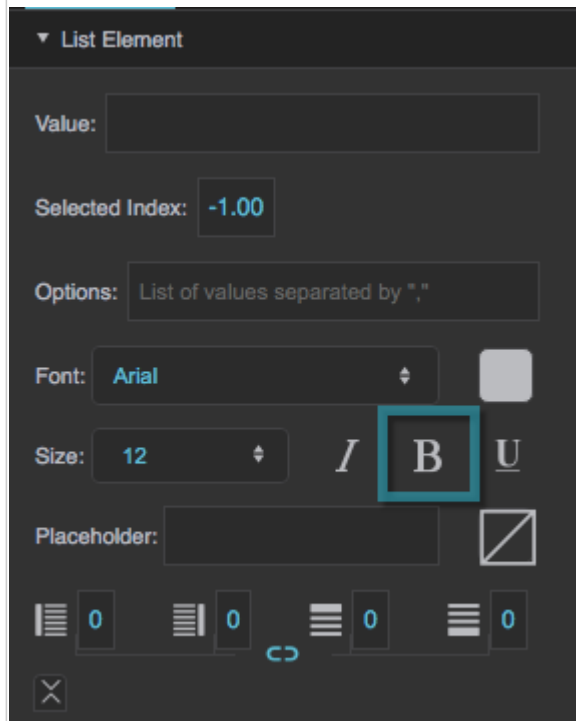 List Element
Value:
Selected Index: -1.00
Options: List of values separated by ","
Font: Arial
Size: 12 I B U
Placeholder:
0 0 0 0